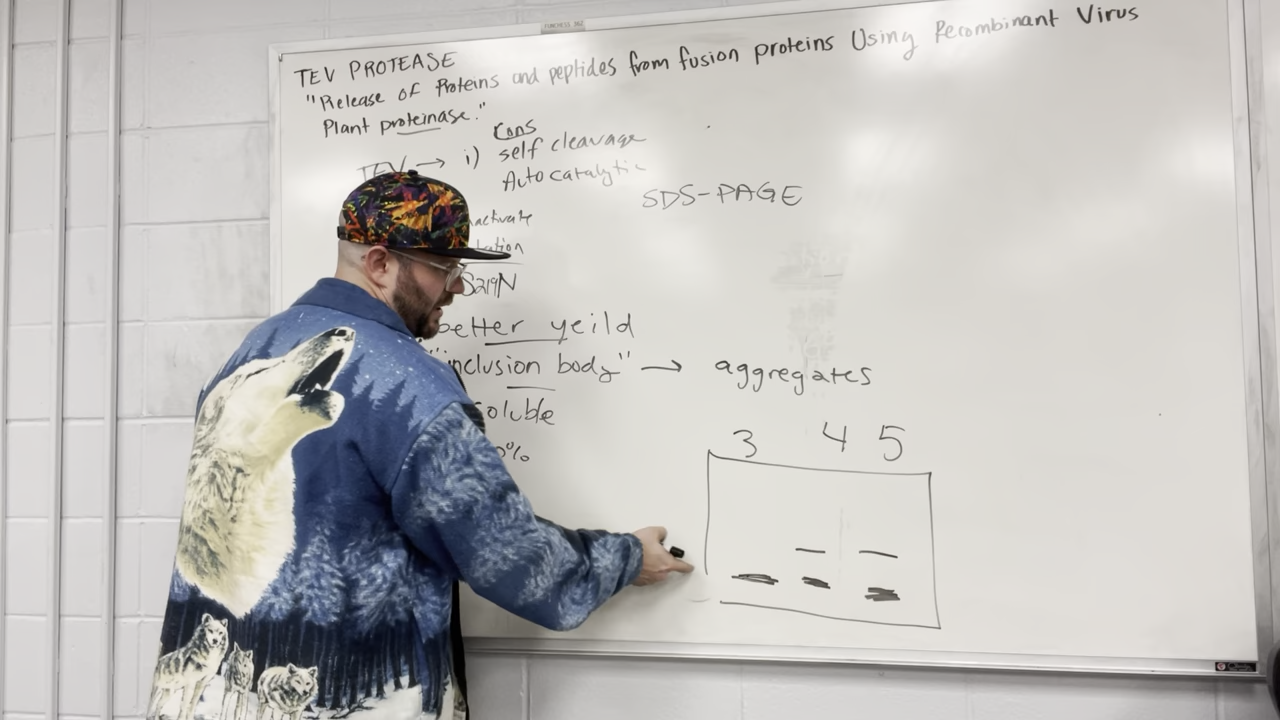 TEV PROTEASE
"Release of Proteins and peptides from fusion proteins Using Recombinant Virus
Plant proteinase."
Cons
TEV → i) self cleavage
Autocatalytic
SDS-PAGE
S219N
better yeild
"inclusion body" → aggregates
soluble
3 4 5